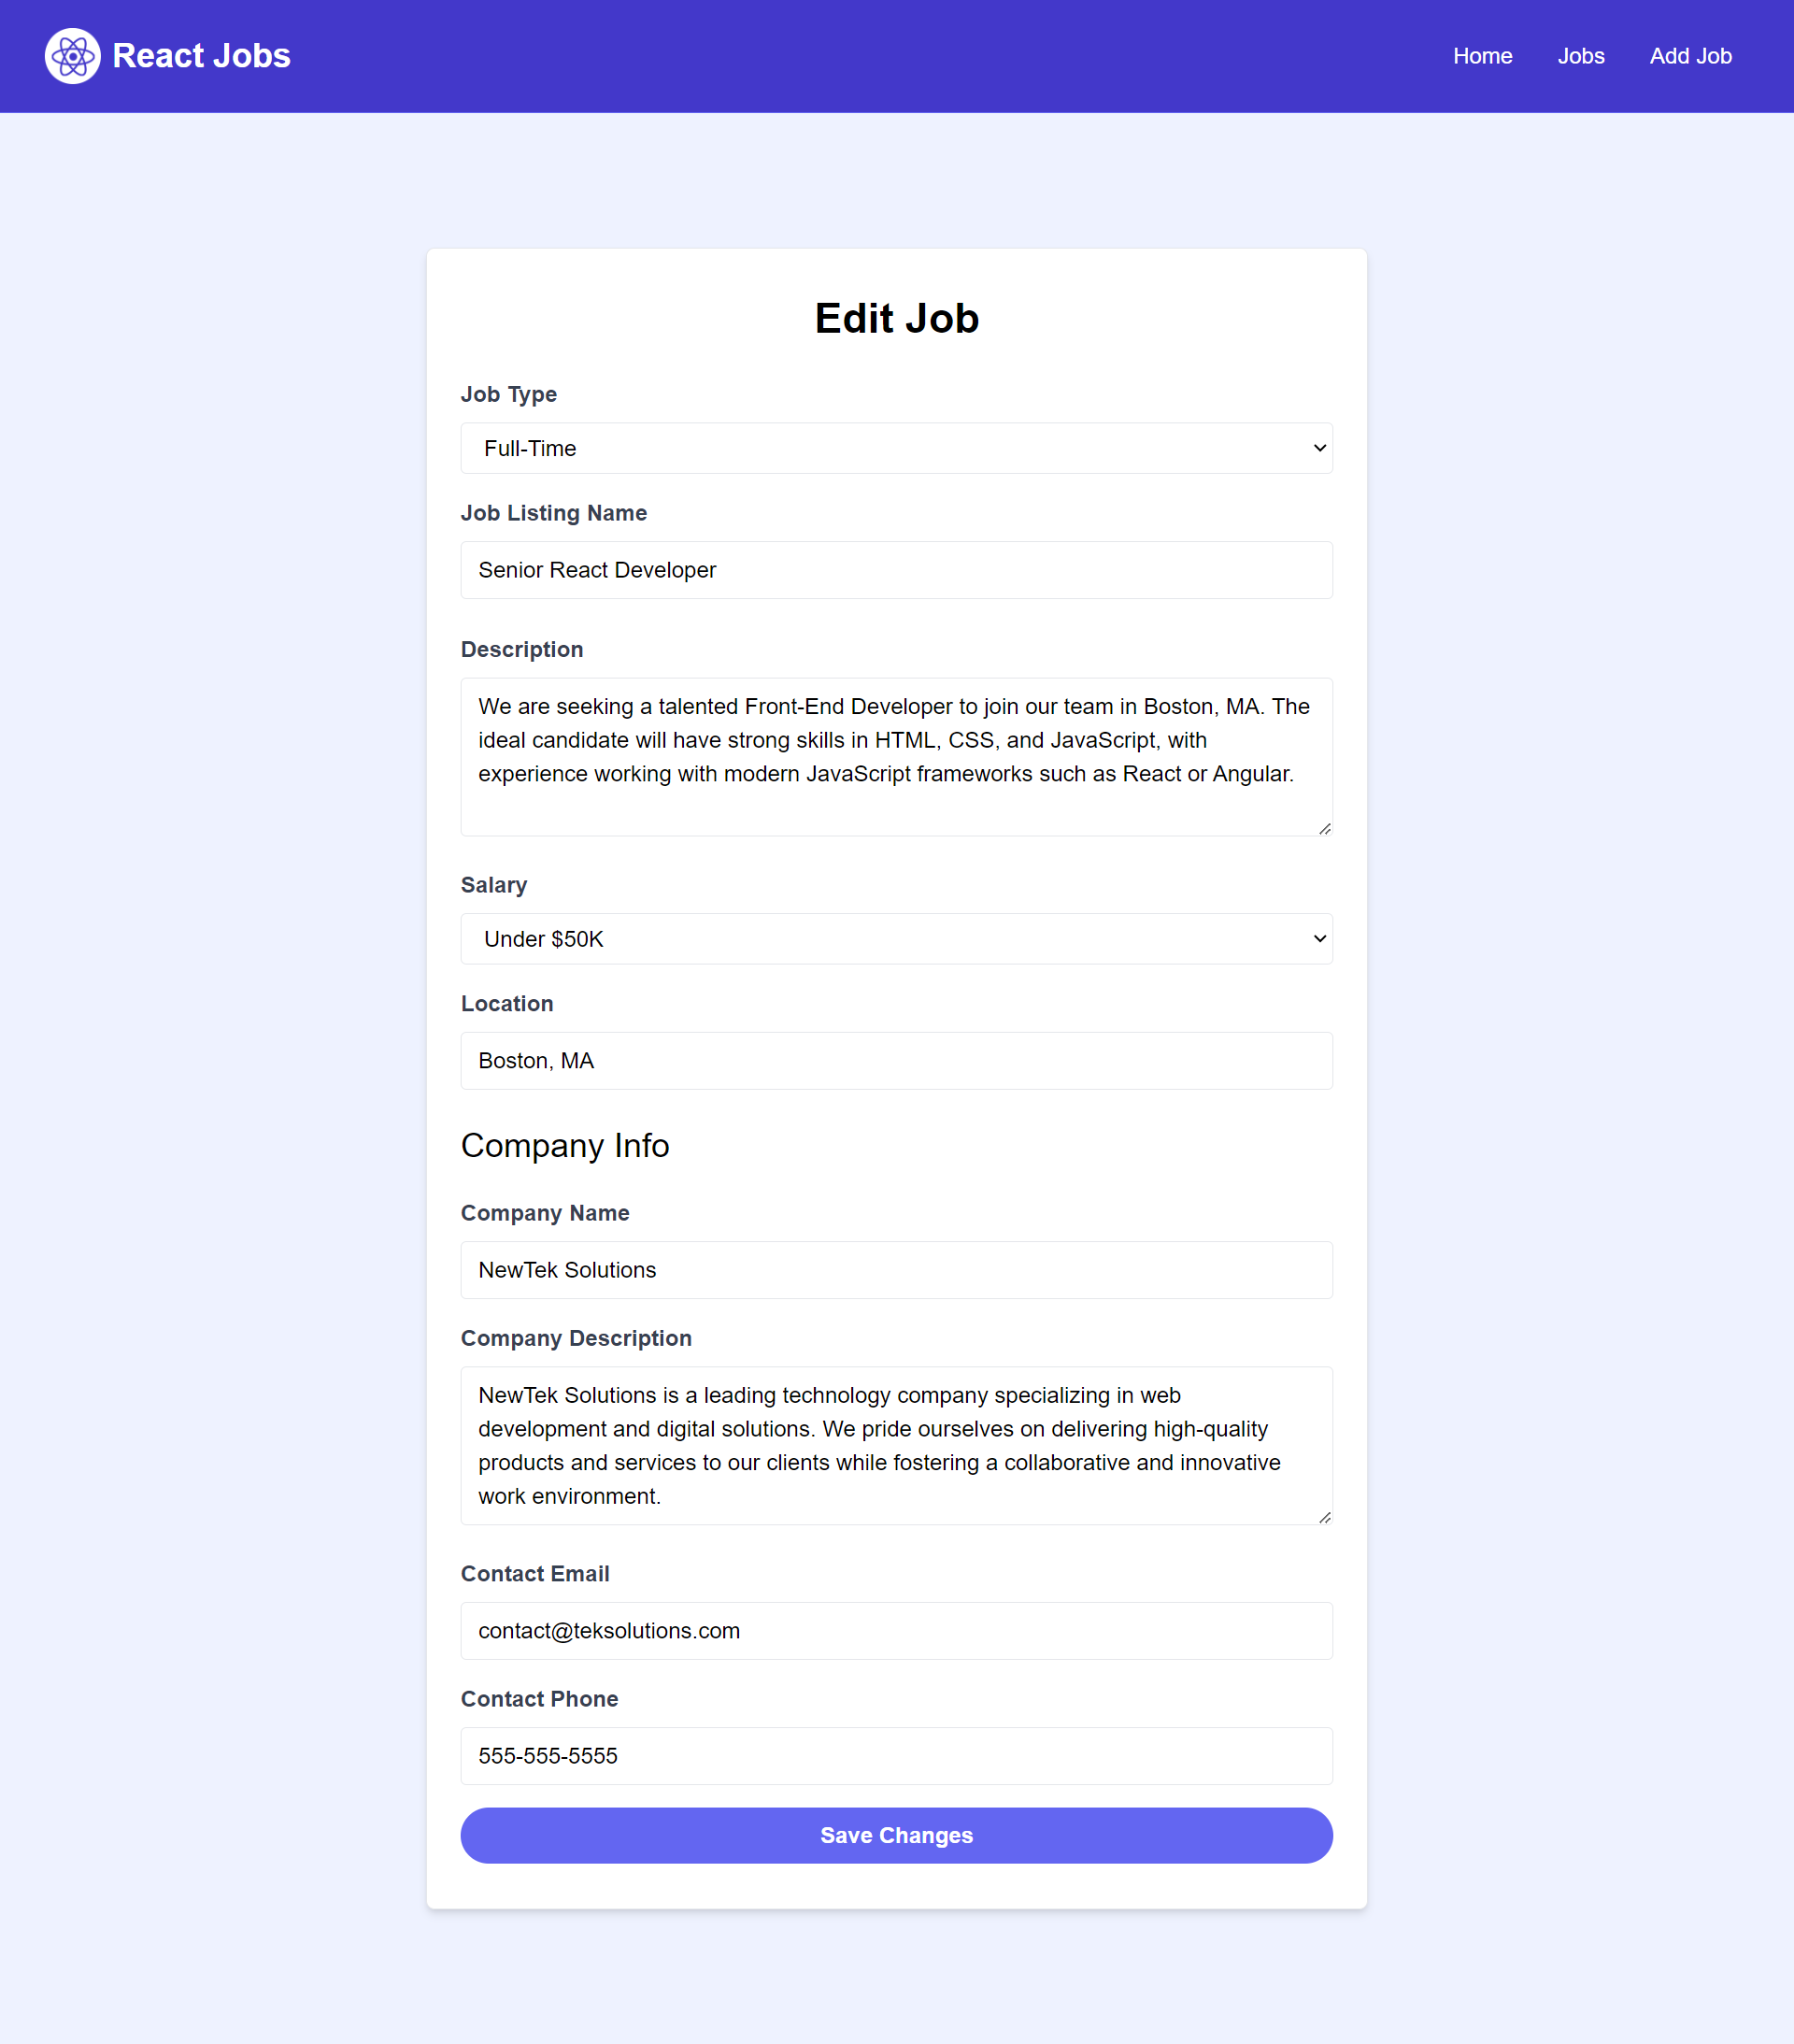 React Jobs
Home Jobs Add Job
Edit Job
Job Type
Full-Time
Job Listing Name
Senior React Developer
Description
We are seeking a talented Front-End Developer to join our team in Boston, MA. The
ideal candidate will have strong skills in HTML, CSS, and JavaScript, with
experience working with modern JavaScript frameworks such as React or Angular.
Salary
Under $50K
Location
Boston, MA
Company Info
Company Name
NewTek Solutions
Company Description
NewTek Solutions is a leading technology company specializing in web
development and digital solutions. We pride ourselves on delivering high-quality
products and services to our clients while fostering a collaborative and innovative
work environment.
Contact Email
contact@teksolutions.com
Contact Phone
555-555-5555
Save Changes